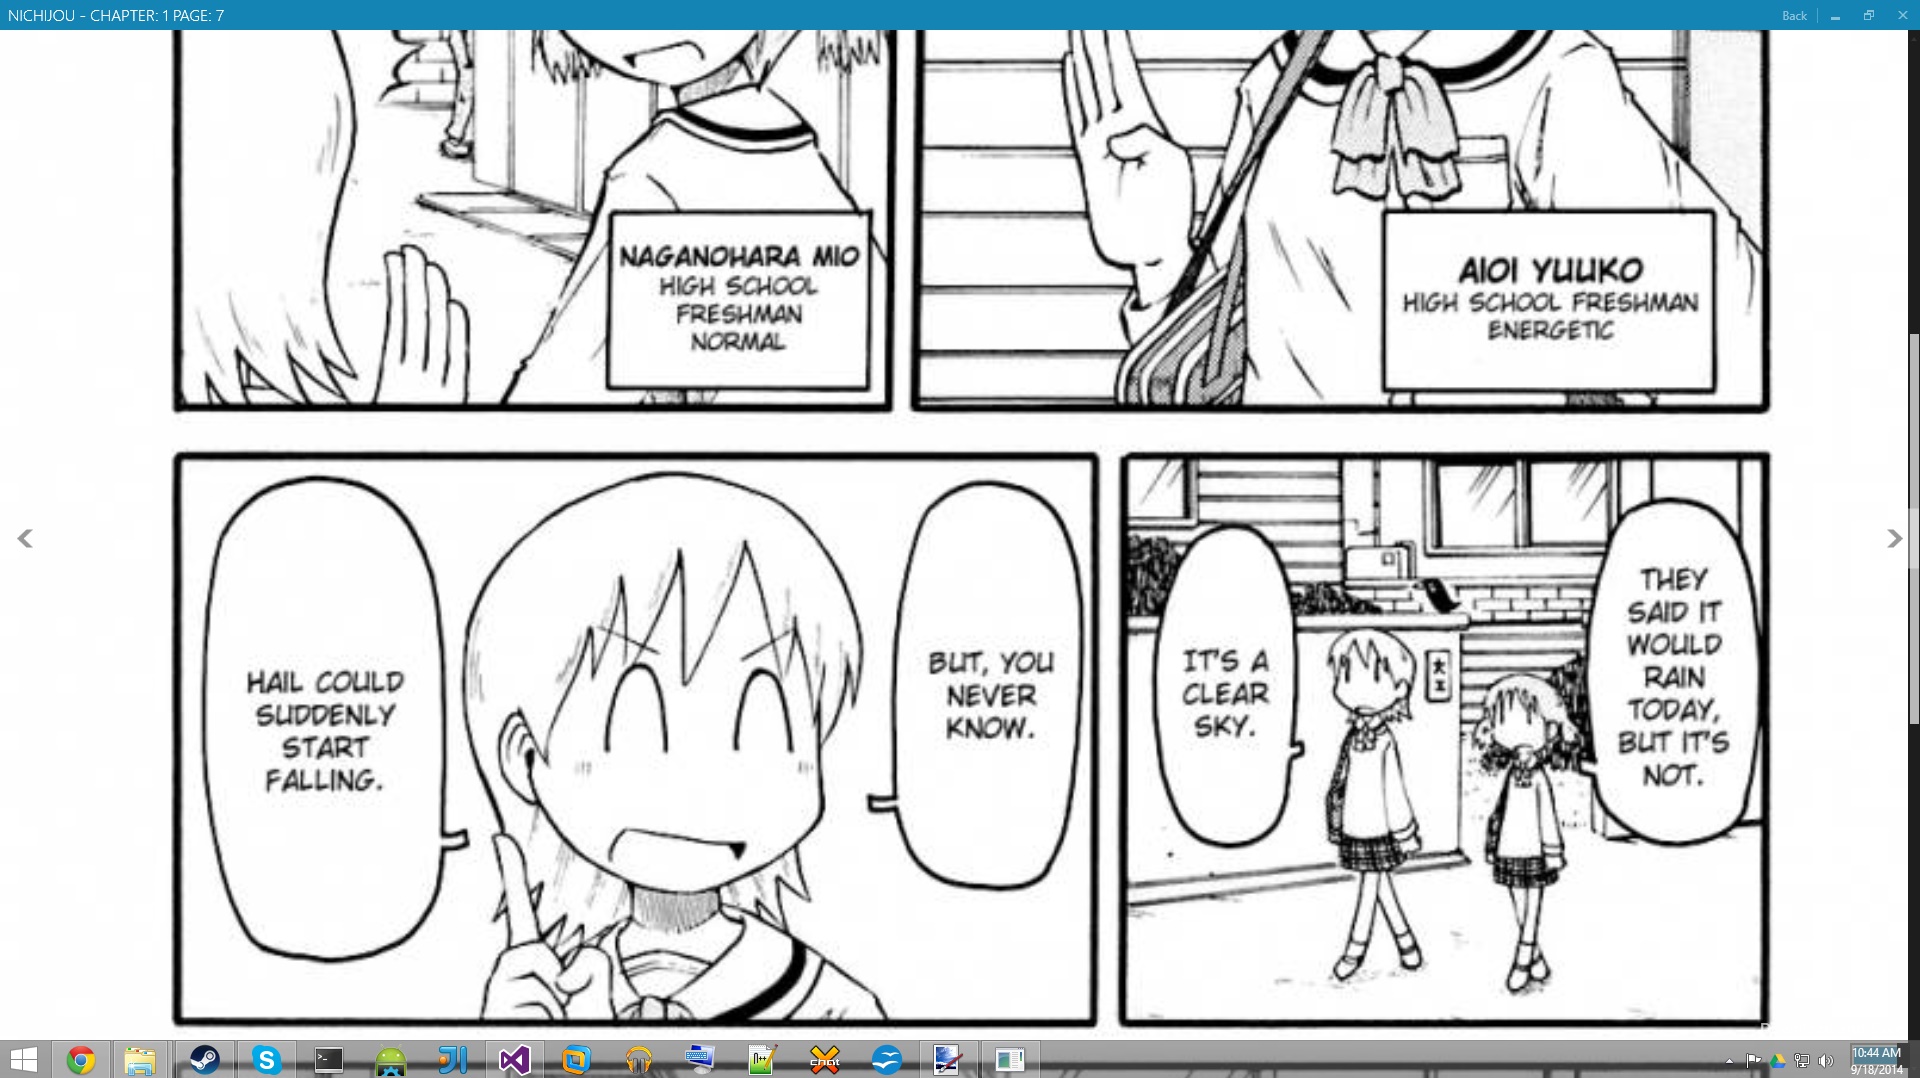 NICHIJOU - CHAPTER: 1 PAGE: 7
Back
AIOI YUUKO
HIGH SCHOOL FRESHMAN
ENERGETIC
NAGANOHARA MIO
HIGH SCHOOL
FRESHMAN
NORMAL
THEY
SAID IT
WOULD
RAIN
TODAY,
BUT IT'S
NOT.
IT'S A
CLEAR
SKY.
大
工
BUT, YOU
NEVER
KNOW.
HAIL COULD
SUDDENLY
START
FALLING.
10:44 AM
9/18/2014